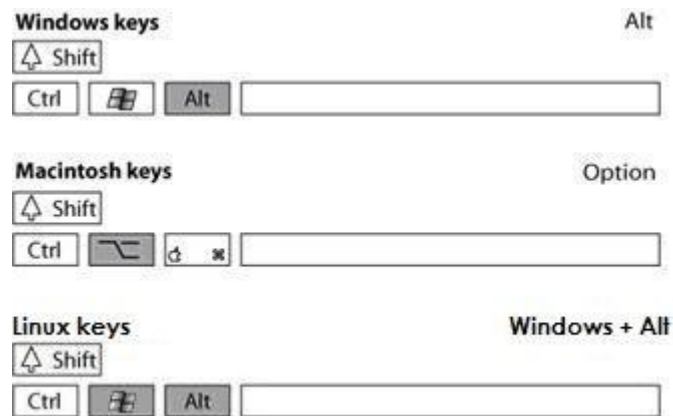 Windows keys Alt
Shift
Ctrl Alt
Macintosh keys Option
Shift
Ctrl ⌥ ⌘
Linux keys Windows + Alt
Shift
Ctrl Alt